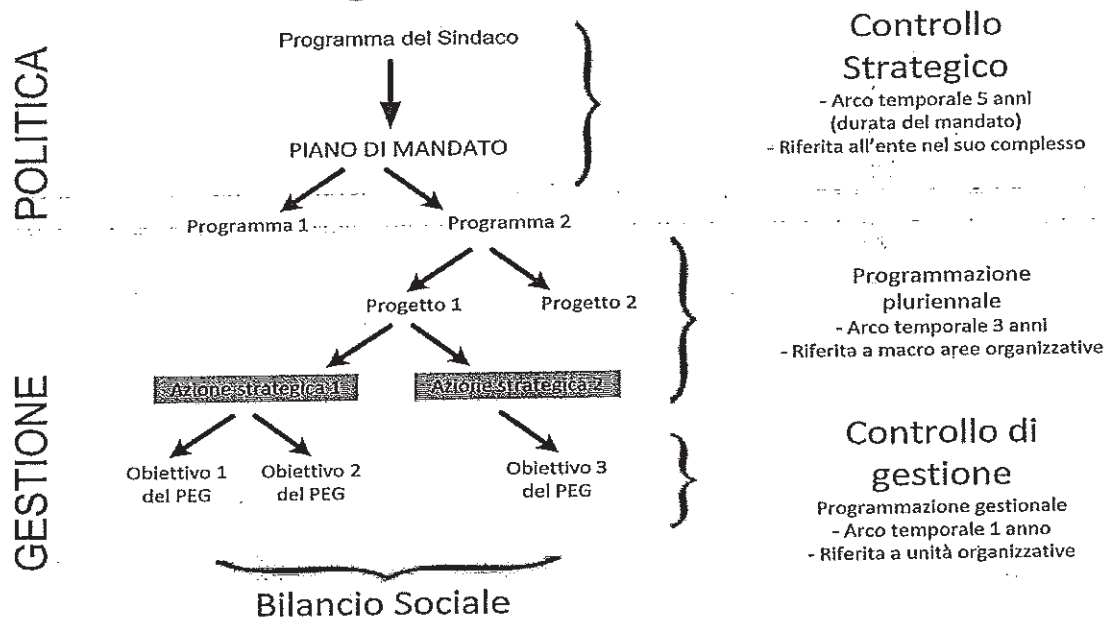 POLITICA
Programma del Sindaco
PIANO DI MANDATO
Controllo
Strategico
- Arco temporale 5 anni
(durata del mandato)
- Riferita all'ente nel suo complesso
Programma 1
Programma 2
GESTIONE
Progetto 1
Progetto 2
Programmazione
pluriennale
- Arco temporale 3 anni
- Riferita a macro aree organizzative
Azione strategica 1
Azione strategica 2
Obiettivo 1
del PEG
Obiettivo 2
del PEG
Obiettivo 3
del PEG
Controllo di
gestione
Programmazione gestionale
- Arco temporale 1 anno
- Riferita a unità organizzative
Bilancio Sociale